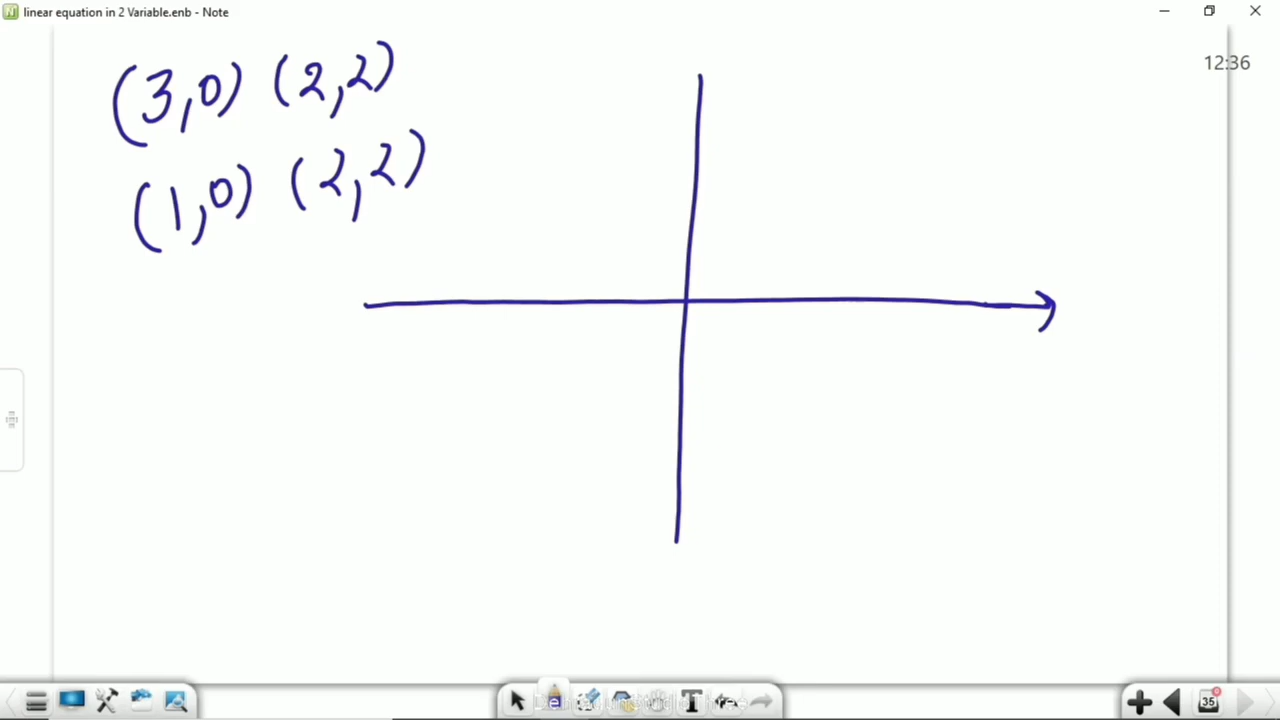 linear equation in 2 Variable.enb - Note
12:36
(3,0) (2,2)
(1,0) (2,2)
T
35